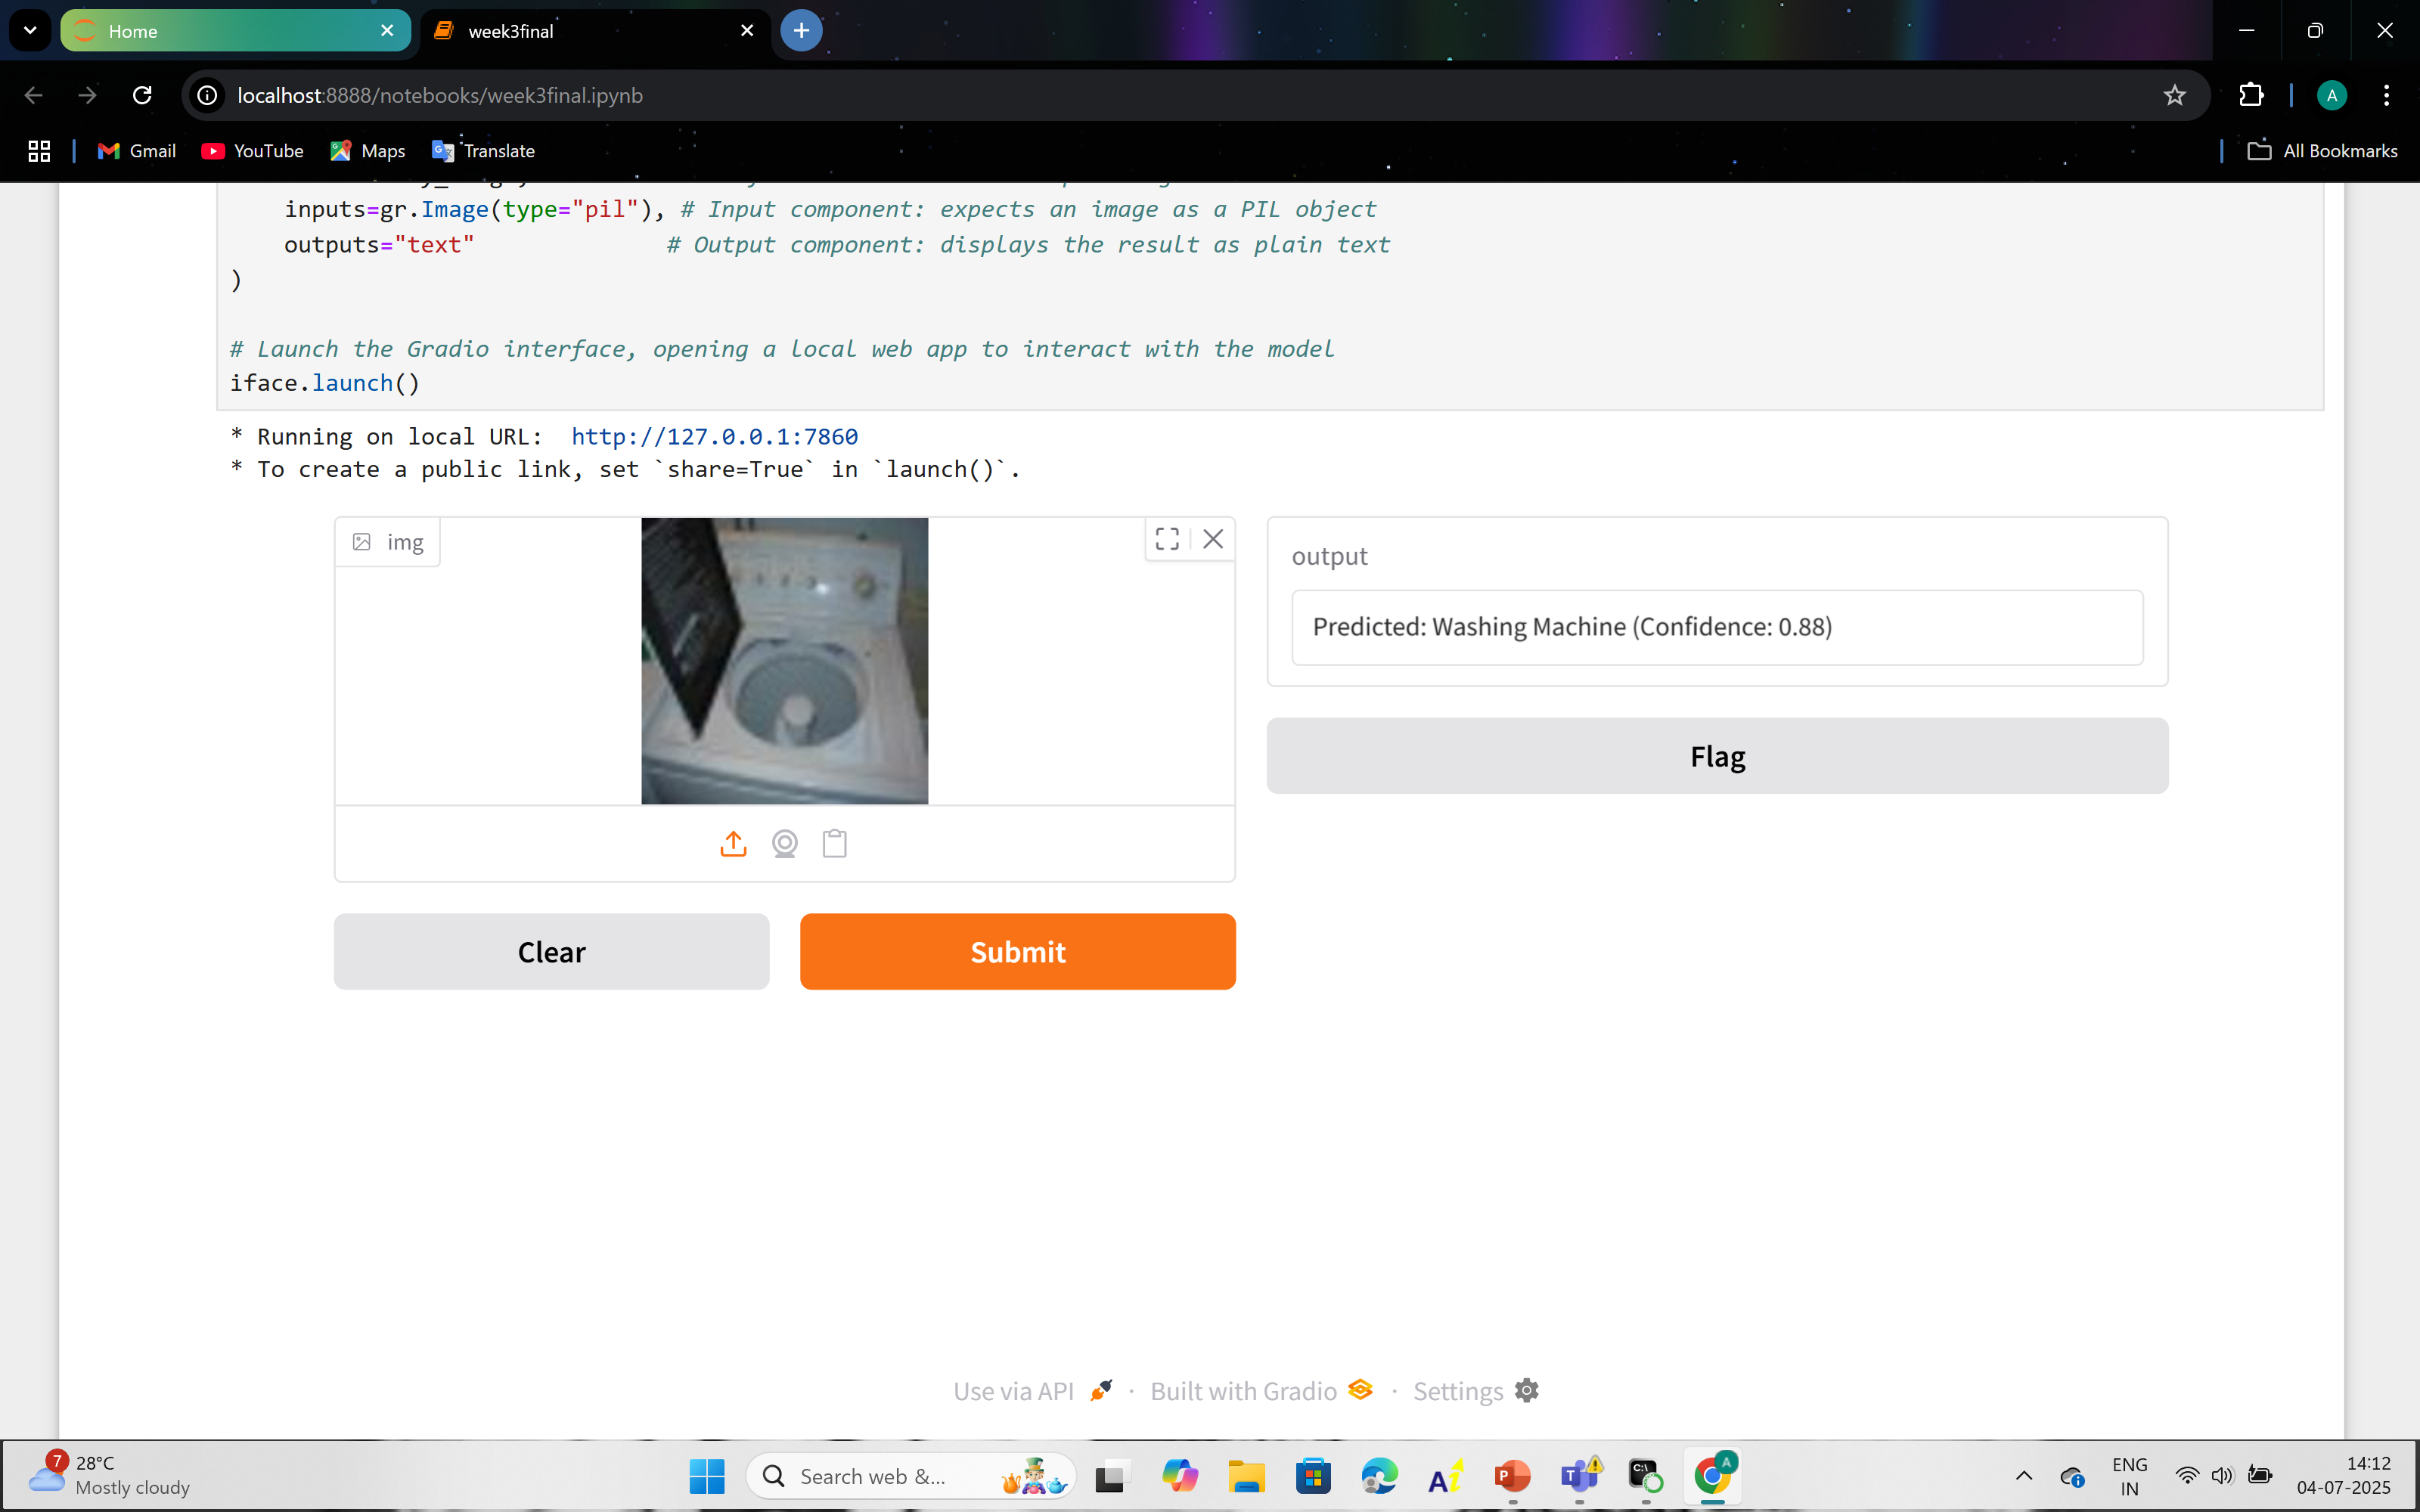 Home
week3final
localhost:8888/notebooks/week3final.ipynb
A
Gmail
YouTube
Maps
Translate
All Bookmarks
inputs=gr.Image(type="pil"), # Input component: expects an image as a PIL object
outputs="text" # Output component: displays the result as plain text
)
# Launch the Gradio interface, opening a local web app to interact with the model
iface.launch()
* Running on local URL: http://127.0.0.1:7860
* To create a public link, set `share=True` in `launch()`.
img
output
Predicted: Washing Machine (Confidence: 0.88)
Flag
Clear
Submit
Use via API · Built with Gradio · Settings
7
28°C
Mostly cloudy
Search web &...
A
ENG
IN
14:12
04-07-2025